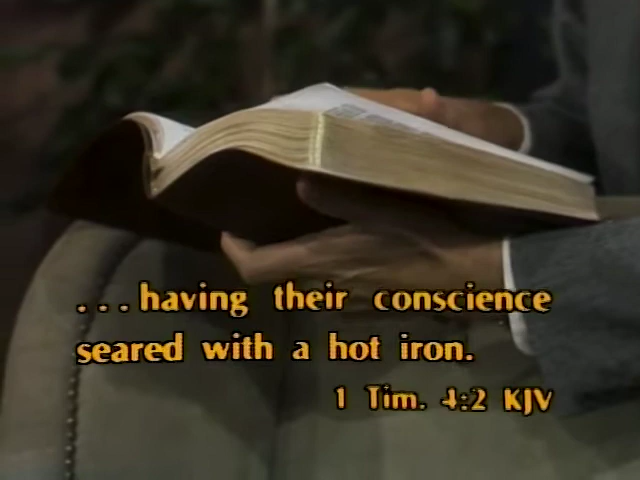 ...having their conscience
seared with a hot iron.
1 Tim. 4:2 KJV